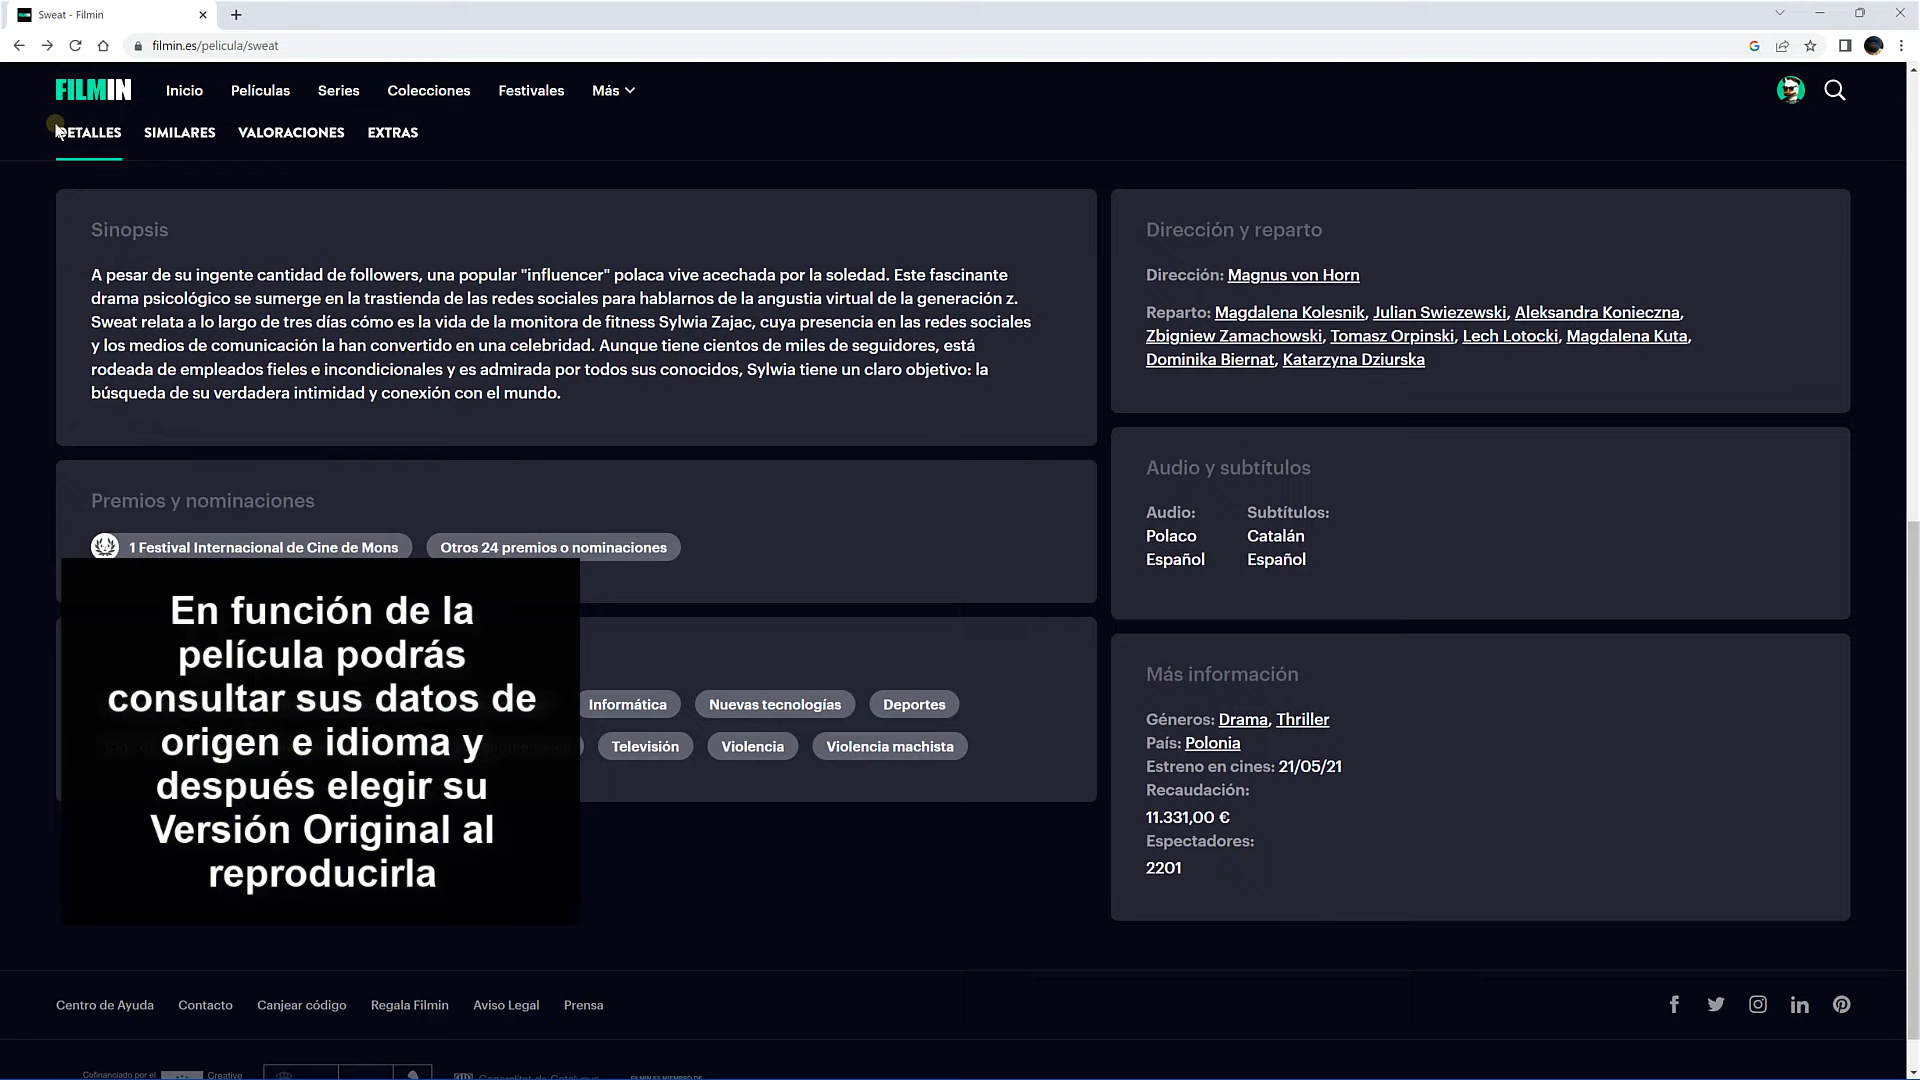 Sweat - Filmin
filmin.es/pelicula/sweat
FILMIN
Inicio
Películas
Series
Colecciones
Festivales
Más
DETALLES
SIMILARES
VALORACIONES
EXTRAS
Sinopsis
A pesar de su ingente cantidad de followers, una popular "influencer" polaca vive acechada por la soledad. Este fascinante
drama psicológico se sumerge en la trastienda de las redes sociales para hablarnos de la angustia virtual de la generación z.
Sweat relata a lo largo de tres días cómo es la vida de la monitora de fitness Sylwia Zajac, cuya presencia en las redes sociales
y los medios de comunicación la han convertido en una celebridad. Aunque tiene cientos de miles de seguidores, está
rodeada de empleados fieles e incondicionales y es admirada por todos sus conocidos, Sylwia tiene un claro objetivo: la
búsqueda de su verdadera intimidad y conexión con el mundo.
Premios y nominaciones
1 Festival Internacional de Cine de Mons
Otros 24 premios o nominaciones
Informática
Nuevas tecnologías
Deportes
Televisión
Violencia
Violencia machista
En función de la
película podrás
consultar sus datos de
origen e idioma y
después elegir su
Versión Original al
reproducirla
Dirección y reparto
Dirección: Magnus von Horn
Reparto: Magdalena Kolesnik, Julian Swiezewski, Aleksandra Konieczna,
Zbigniew Zamachowski, Tomasz Orpinski, Lech Lotocki, Magdalena Kuta,
Dominika Biernat, Katarzyna Dziurska
Audio y subtítulos
Audio:
Polaco
Español
Subtítulos:
Catalán
Español
Más información
Géneros: Drama, Thriller
País: Polonia
Estreno en cines: 21/05/21
Recaudación:
11.331,00 €
Espectadores:
2201
Centro de Ayuda
Contacto
Canjear código
Regala Filmin
Aviso Legal
Prensa
Cofinanciado por el
Creative